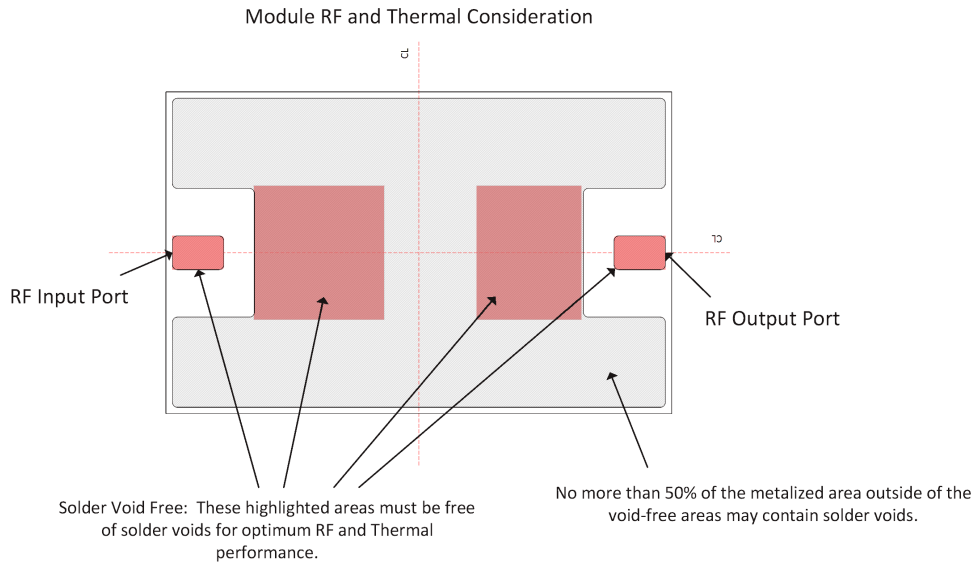 Module RF and Thermal Consideration
CL
CL
RF Input Port
RF Output Port
Solder Void Free:  These highlighted areas must be free
of solder voids for optimum RF and Thermal
performance.
No more than 50% of the metalized area outside of the
void-free areas may contain solder voids.